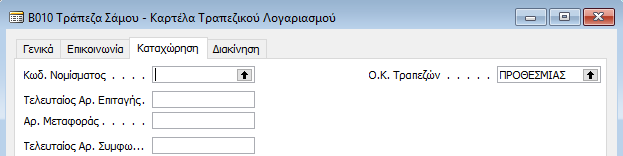 B010 Τράπεζα Σάμου - Καρτέλα Τραπεζικού Λογαριασμού
Γενικά Επικοινωνία Καταχώρηση Διακίνηση
Κωδ. Νομίσματος . . . . Ο.Κ. Τραπεζών . . . . . ΠΡΟΘΕΣΜΙΑΣ
Τελευταίος Αρ. Επιταγής.
Αρ. Μεταφοράς . . . . .
Τελευταίος Αρ. Συμφω...